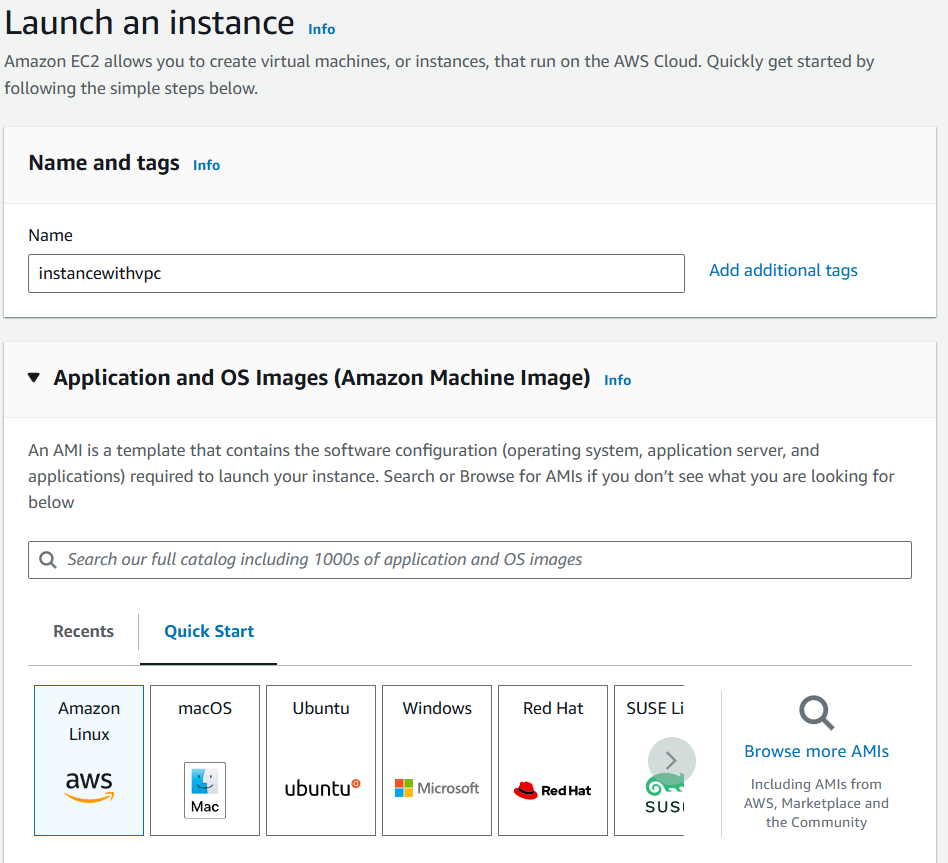 Launch an instance Info
Amazon EC2 allows you to create virtual machines, or instances, that run on the AWS Cloud. Quickly get started by
following the simple steps below.
Name and tags Info
Name
instancewithvpc
Add additional tags
Application and OS Images (Amazon Machine Image) Info
An AMI is a template that contains the software configuration (operating system, application server, and
applications) required to launch your instance. Search or Browse for AMIs if you don’t see what you are looking for
below
Search our full catalog including 1000s of application and OS images
Recents
Quick Start
Amazon
Linux
aws
macOS
Mac
Ubuntu
ubuntu
Windows
Microsoft
Red Hat
Red Hat
SUSE Li
SUS
Browse more AMIs
Including AMIs from
AWS, Marketplace and
the Community